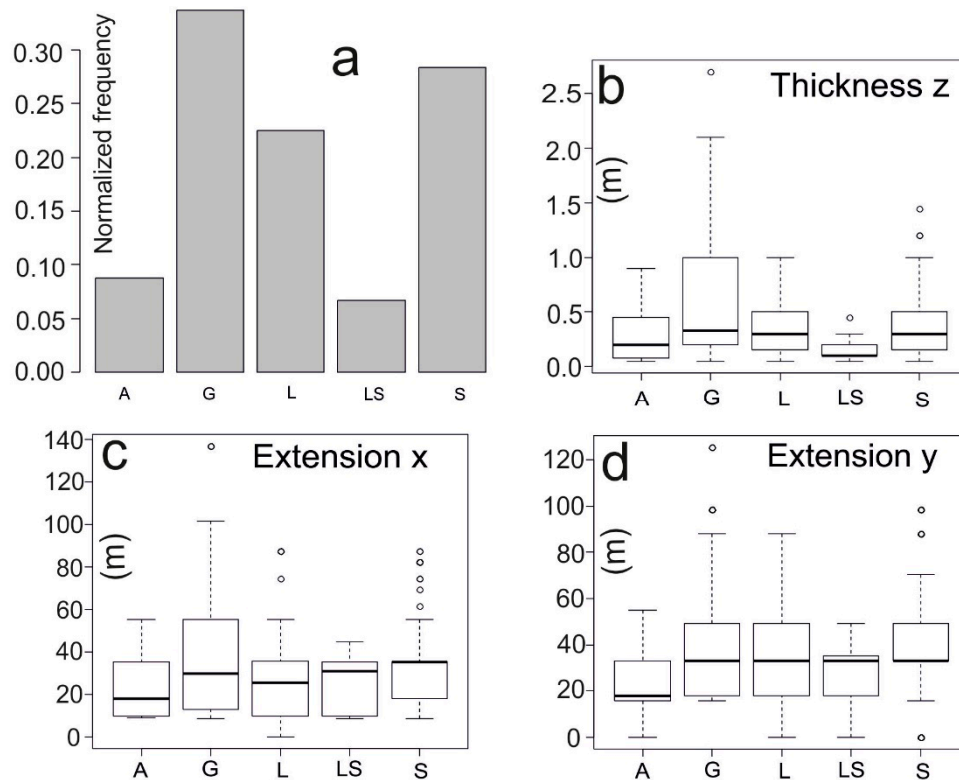 a
Normalized frequency
0.30
0.25
0.20
0.15
0.10
0.05
0.00
A G L LS S
b
Thickness z
(m)
2.5
2.0
1.5
1.0
0.5
0.0
A G L LS S
c
Extension x
(m)
140
120
100
80
60
40
20
0
A G L LS S
d
Extension y
(m)
120
100
80
60
40
20
0
A G L LS S